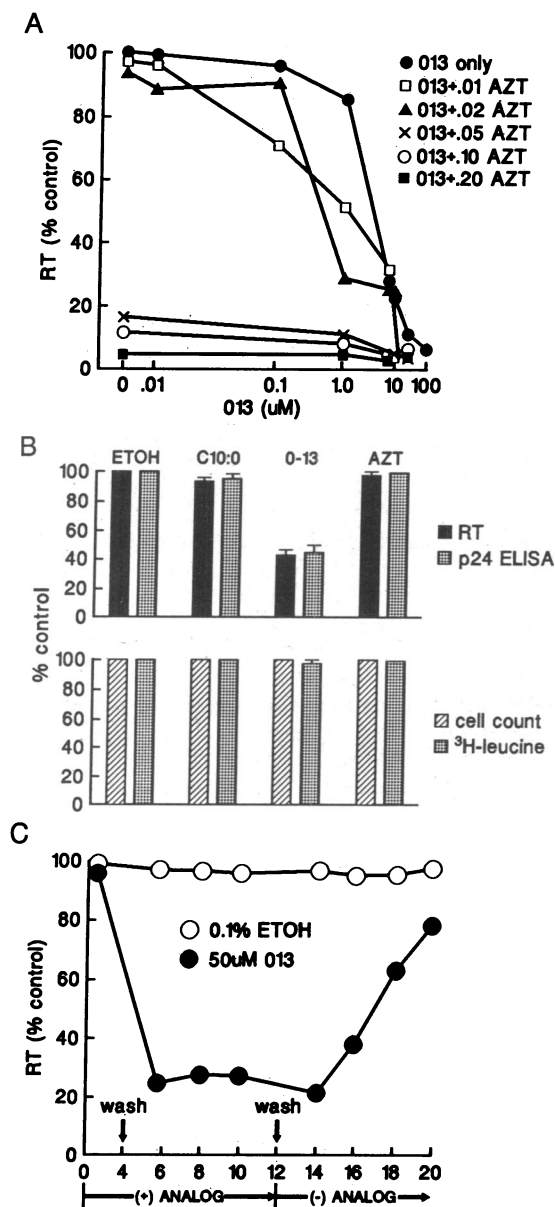 A
100
80
60
40
20
0
RT (% control)
0 .01 0.1 1.0 10 100
013 (uM)
013 only
013+.01 AZT
013+.02 AZT
013+.05 AZT
013+.10 AZT
013+.20 AZT
B
ETOH C10:0 0-13 AZT
100
80
60
40
20
0
RT
p24 ELISA
% control
100
80
60
40
20
0
cell count
³H-leucine
C
100
80
60
40
20
0
RT (% control)
0.1% ETOH
50uM 013
wash wash
0 4 6 8 10 12 14 16 18 20
(+) ANALOG (-) ANALOG